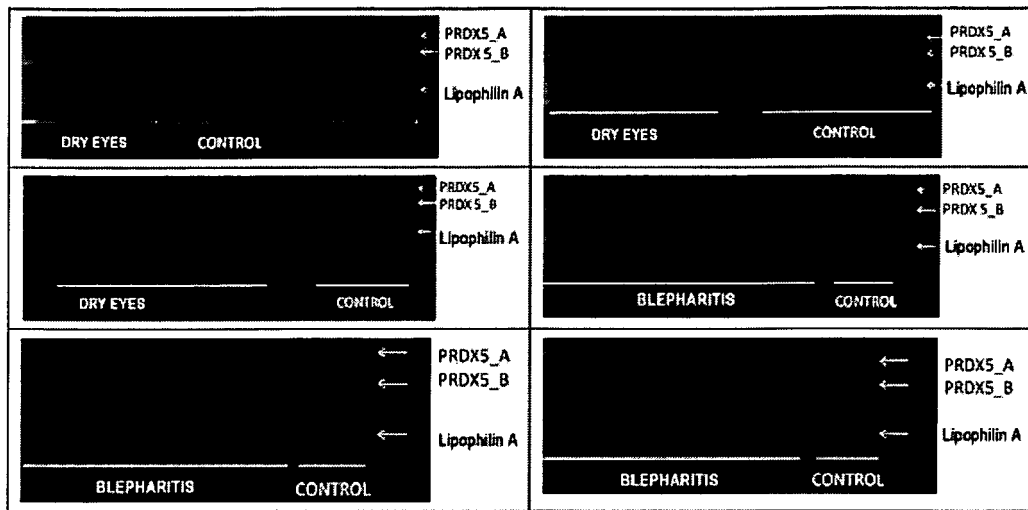 PRDX5_A
PRDX5_B
Lipophilin A
DRY EYES CONTROL
PRDX5_A
PRDX5_B
Lipophilin A
DRY EYES CONTROL
PRDX5_A
PRDX5_B
Lipophilin A
DRY EYES CONTROL
PRDX5_A
PRDX5_B
Lipophilin A
BLEPHARITIS CONTROL
PRDX5_A
PRDX5_B
Lipophilin A
BLEPHARITIS CONTROL
PRDX5_A
PRDX5_B
Lipophilin A
BLEPHARITIS CONTROL